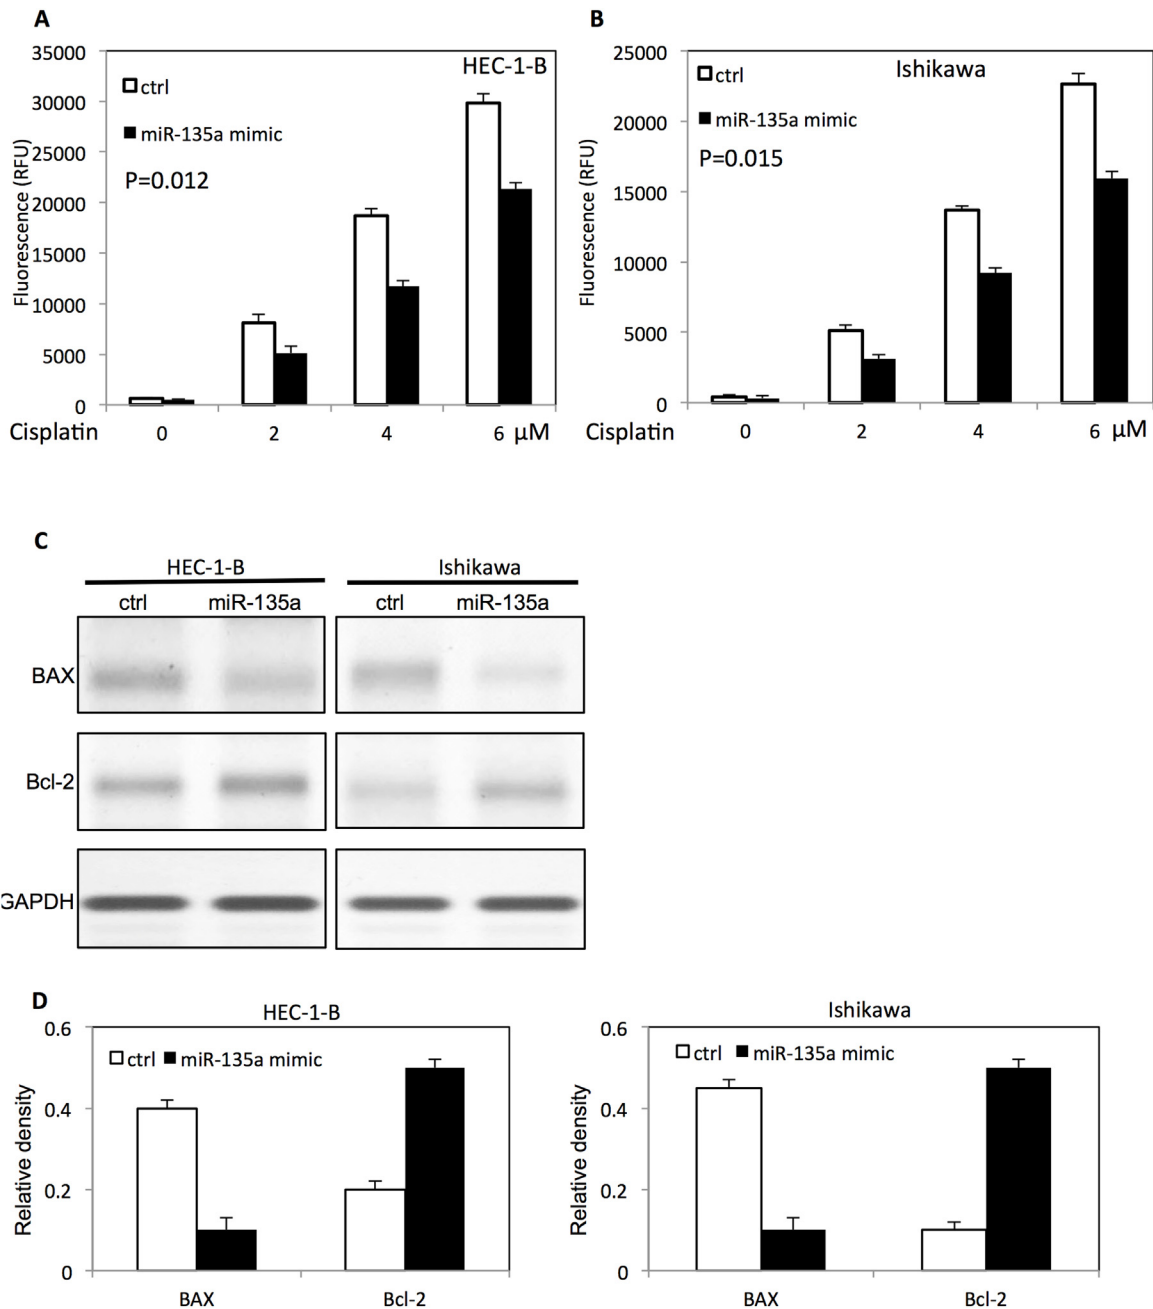 A
35000
30000
25000
20000
15000
10000
5000
0
Fluorescence (RFU)
HEC-1-B
ctrl
miR-135a mimic
P=0.012
Cisplatin 0 2 4 6 μM
B
25000
20000
15000
10000
5000
0
Fluorescence (RFU)
Ishikawa
ctrl
miR-135a mimic
P=0.015
Cisplatin 0 2 4 6 μM
C
HEC-1-B Ishikawa
ctrl miR-135a ctrl miR-135a
BAX
Bcl-2
GAPDH
D
HEC-1-B
0.6
0.4
0.2
0
Relative density
ctrl miR-135a mimic
BAX Bcl-2
Ishikawa
0.6
0.4
0.2
0
Relative density
ctrl miR-135a mimic
BAX Bcl-2